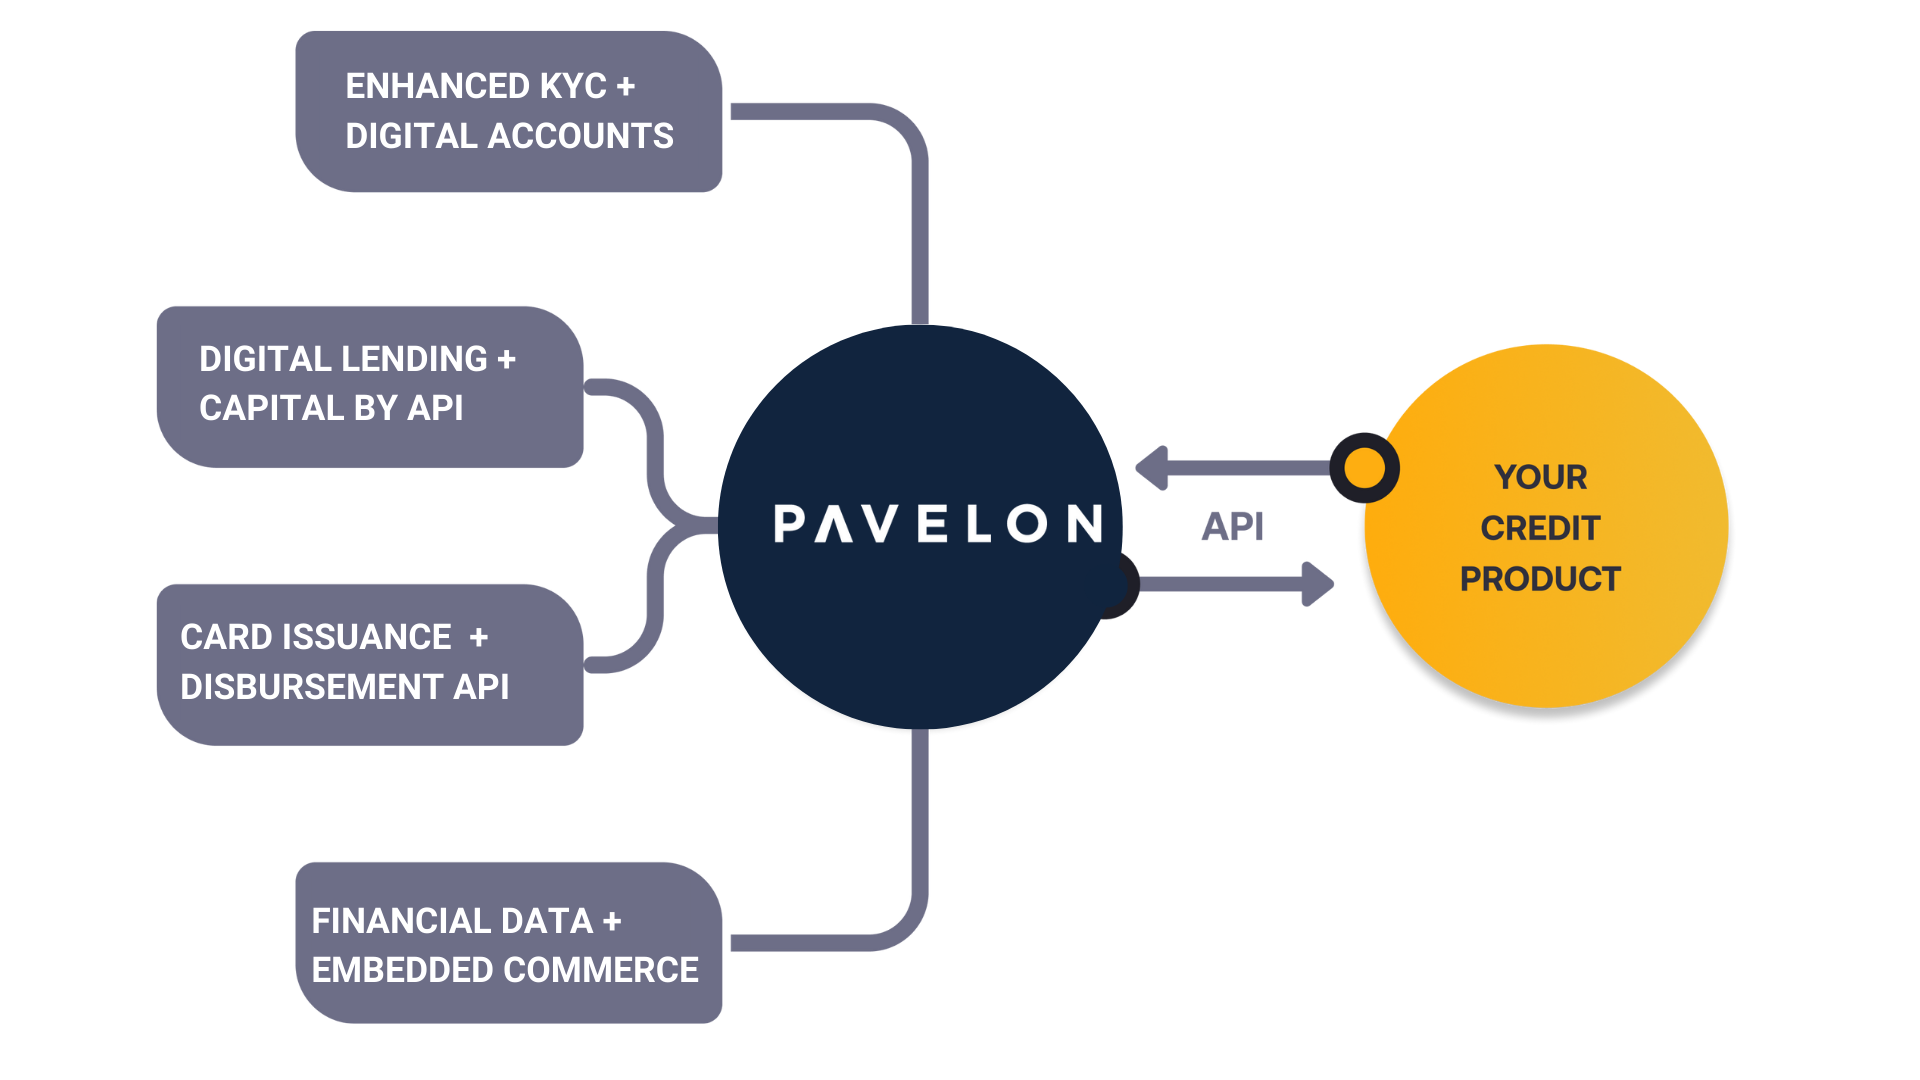 ENHANCED KYC +
DIGITAL ACCOUNTS
DIGITAL LENDING +
CAPITAL BY API
CARD ISSUANCE +
DISBURSEMENT API
FINANCIAL DATA +
EMBEDDED COMMERCE
PAVELON
API
YOUR
CREDIT
PRODUCT